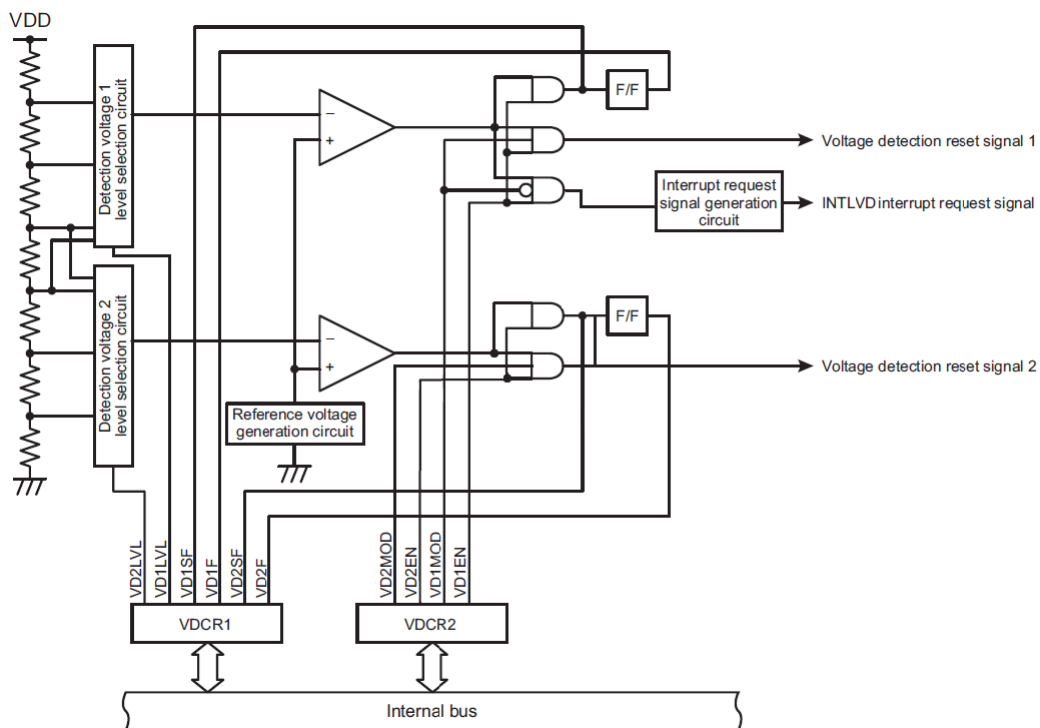 VDD
Detection voltage 1
level selection circuit
Detection voltage 2
level selection circuit
−
+
−
+
F/F
F/F
Voltage detection reset signal 1
Interrupt request
signal generation
circuit
INTLVD interrupt request signal
Voltage detection reset signal 2
Reference voltage
generation circuit
VD2LVL
VD1LVL
VD1SF
VD1F
VD2SF
VD2F
VD2MOD
VD2EN
VD1MOD
VD1EN
VDCR1
VDCR2
Internal bus